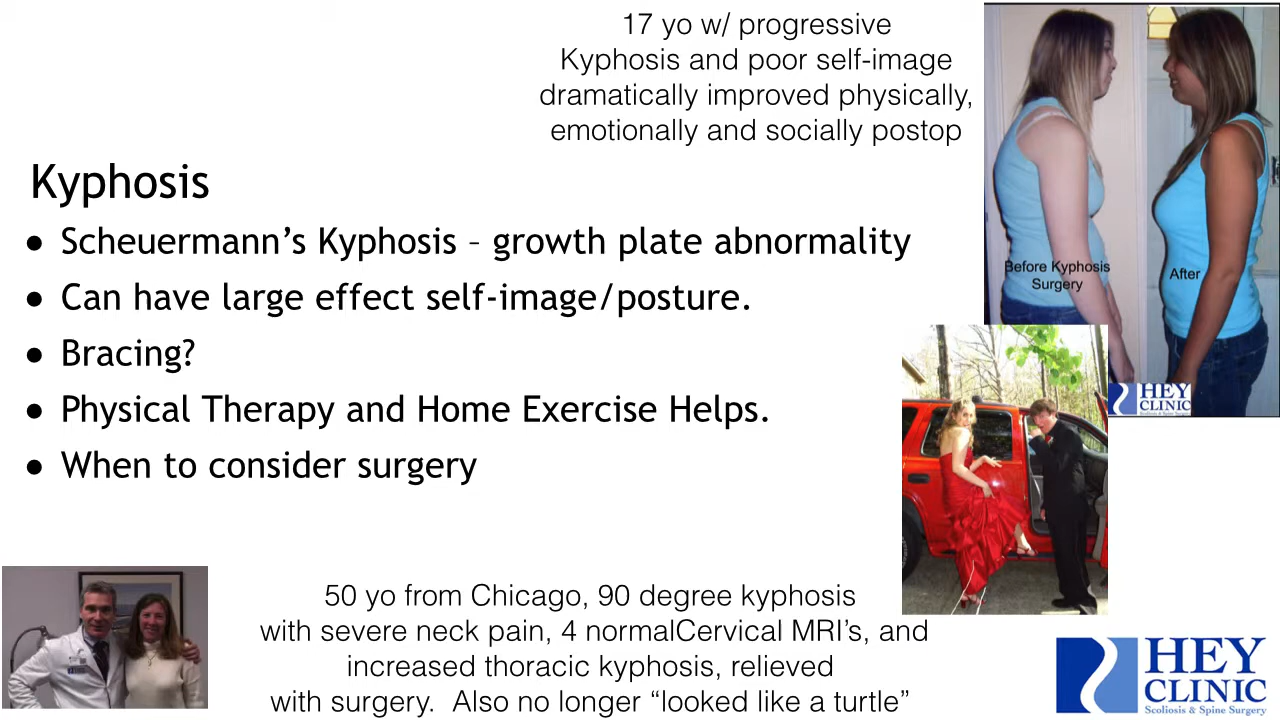 17 yo w/ progressive
Kyphosis and poor self-image
dramatically improved physically,
emotionally and socially postop
Kyphosis
● Scheuermann’s Kyphosis – growth plate abnormality
● Can have large effect self-image/posture.
● Bracing?
● Physical Therapy and Home Exercise Helps.
● When to consider surgery
Before Kyphosis
Surgery
After
HEY
CLINIC
Scoliosis & Spine Surgery
50 yo from Chicago, 90 degree kyphosis
with severe neck pain, 4 normalCervical MRI’s, and
increased thoracic kyphosis, relieved
with surgery.  Also no longer “looked like a turtle”
HEY
CLINIC
Scoliosis & Spine Surgery